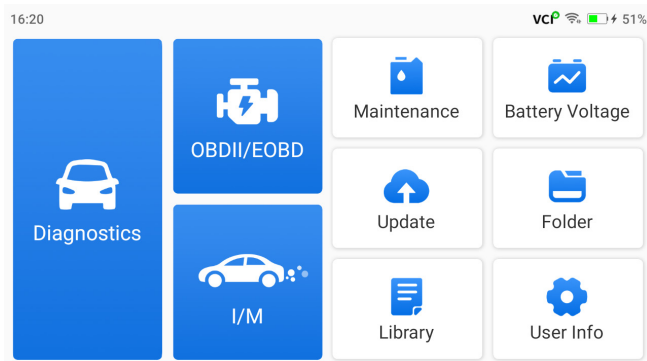 16:20
VCI
51%
Diagnostics
OBDII/EOBD
I/M
Maintenance
Battery Voltage
Update
Folder
Library
User Info